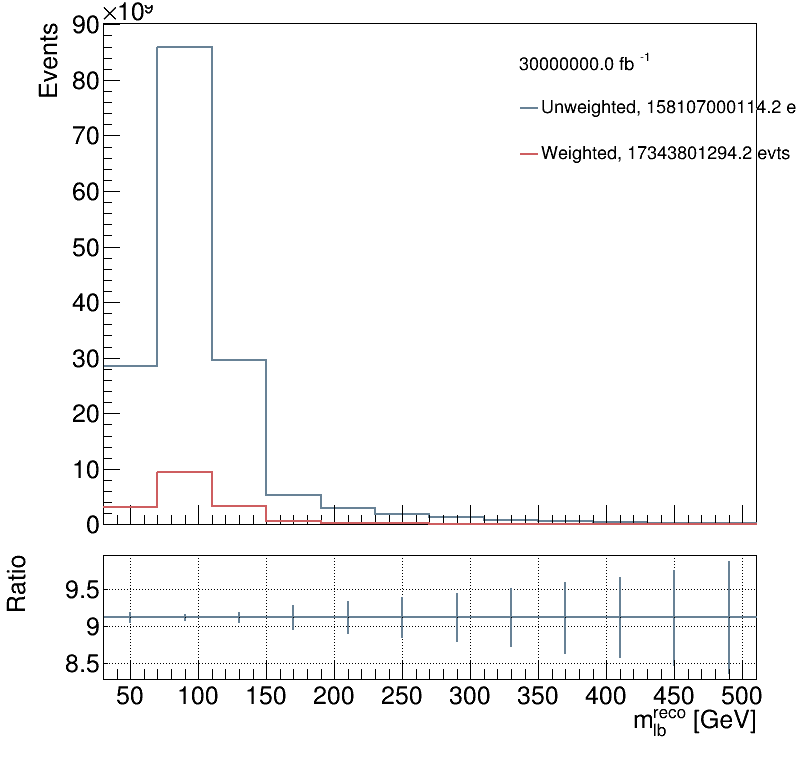 ×10⁹
Events
90
80
70
60
50
40
30
20
10
0
30000000.0 fb ⁻¹
Unweighted, 158107000114.2 e
Weighted, 17343801294.2 evts
Ratio
9.5
9
8.5
50 100 150 200 250 300 350 400 450 500
m_lb^reco [GeV]